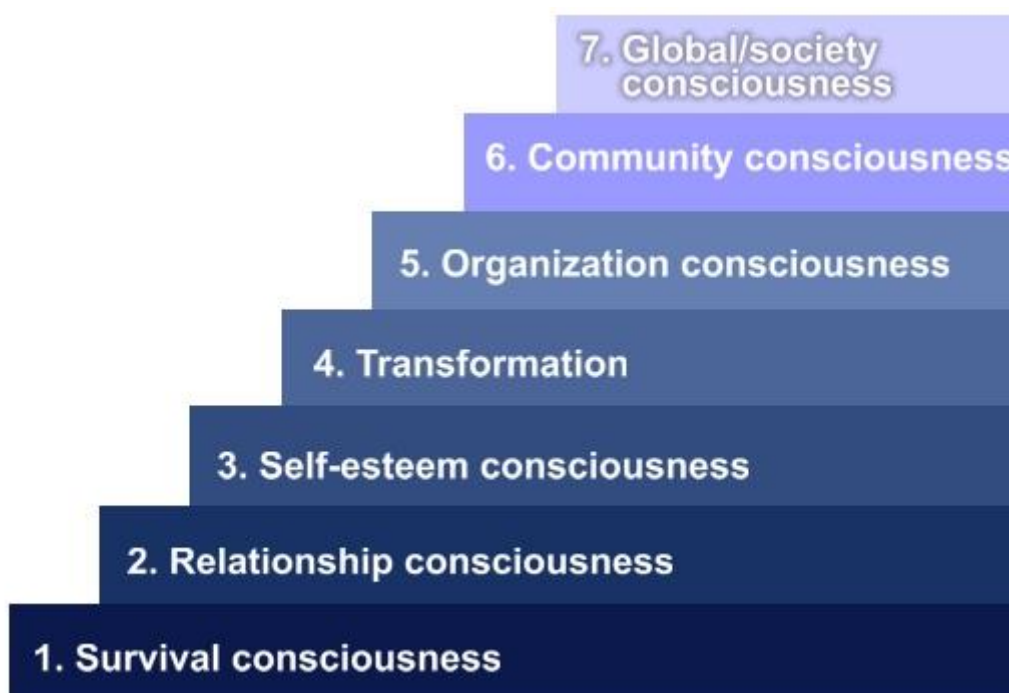 7. Global/society
consciousness
6. Community consciousness
5. Organization consciousness
4. Transformation
3. Self-esteem consciousness
2. Relationship consciousness
1. Survival consciousness